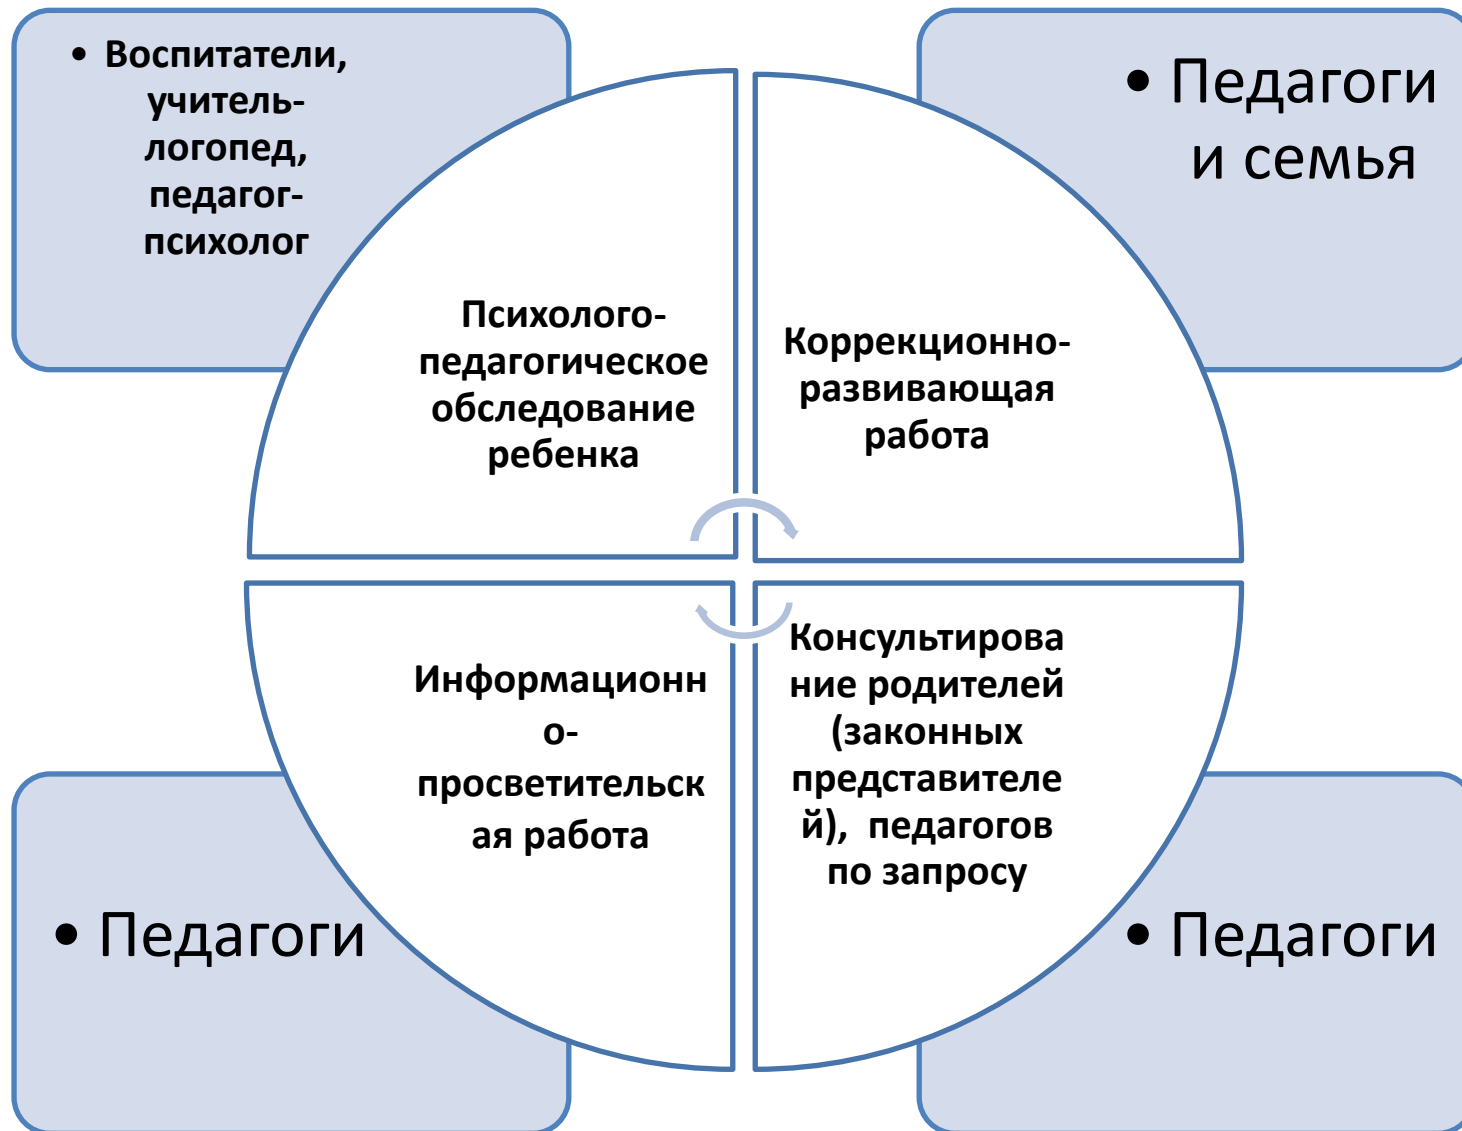 • Воспитатели,
учитель-
логопед,
педагог-
психолог
• Педагоги
и семья
Психолого-
педагогическое
обследование
ребенка
Коррекционно-
развивающая
работа
Информационн
о-
просветительск
ая работа
Консультирова
ние родителей
(законных
представителе
й), педагогов
по запросу
• Педагоги
• Педагоги